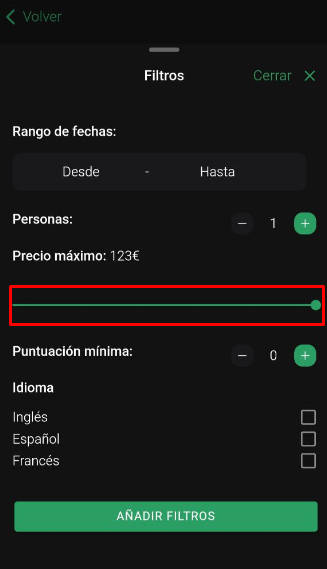 Volver
Filtros
Cerrar ×
Rango de fechas:
Desde - Hasta
Personas: − 1 +
Precio máximo: 123€
Puntuación mínima: − 0 +
Idioma
Inglés
Español
Francés
AÑADIR FILTROS